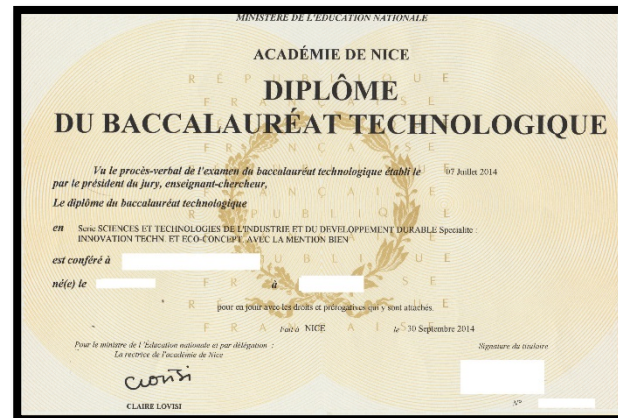 MINISTÈRE DE L'ÉDUCATION NATIONALE
ACADÉMIE DE NICE
DIPLÔME
DU BACCALAURÉAT TECHNOLOGIQUE
Vu le procès-verbal de l'examen du baccalauréat technologique établi le 07 Juillet 2014
par le président du jury, enseignant-chercheur,
Le diplôme du baccalauréat technologique
en Serie SCIENCES ET TECHNOLOGIES DE L'INDUSTRIE ET DU DEVELOPPEMENT DURABLE Specialite :
INNOVATION TECHN. ET ECO-CONCEPT AVEC LA MENTION BIEN
est conféré à
né(e) le à
pour en jouir avec les droits et prérogatives qui y sont attachés.
Fait à NICE le 30 Septembre 2014
Pour le ministre de l'Éducation nationale et par délégation :
La rectrice de l'académie de Nice
Signature du titulaire
CLAIRE LOVISI
N°